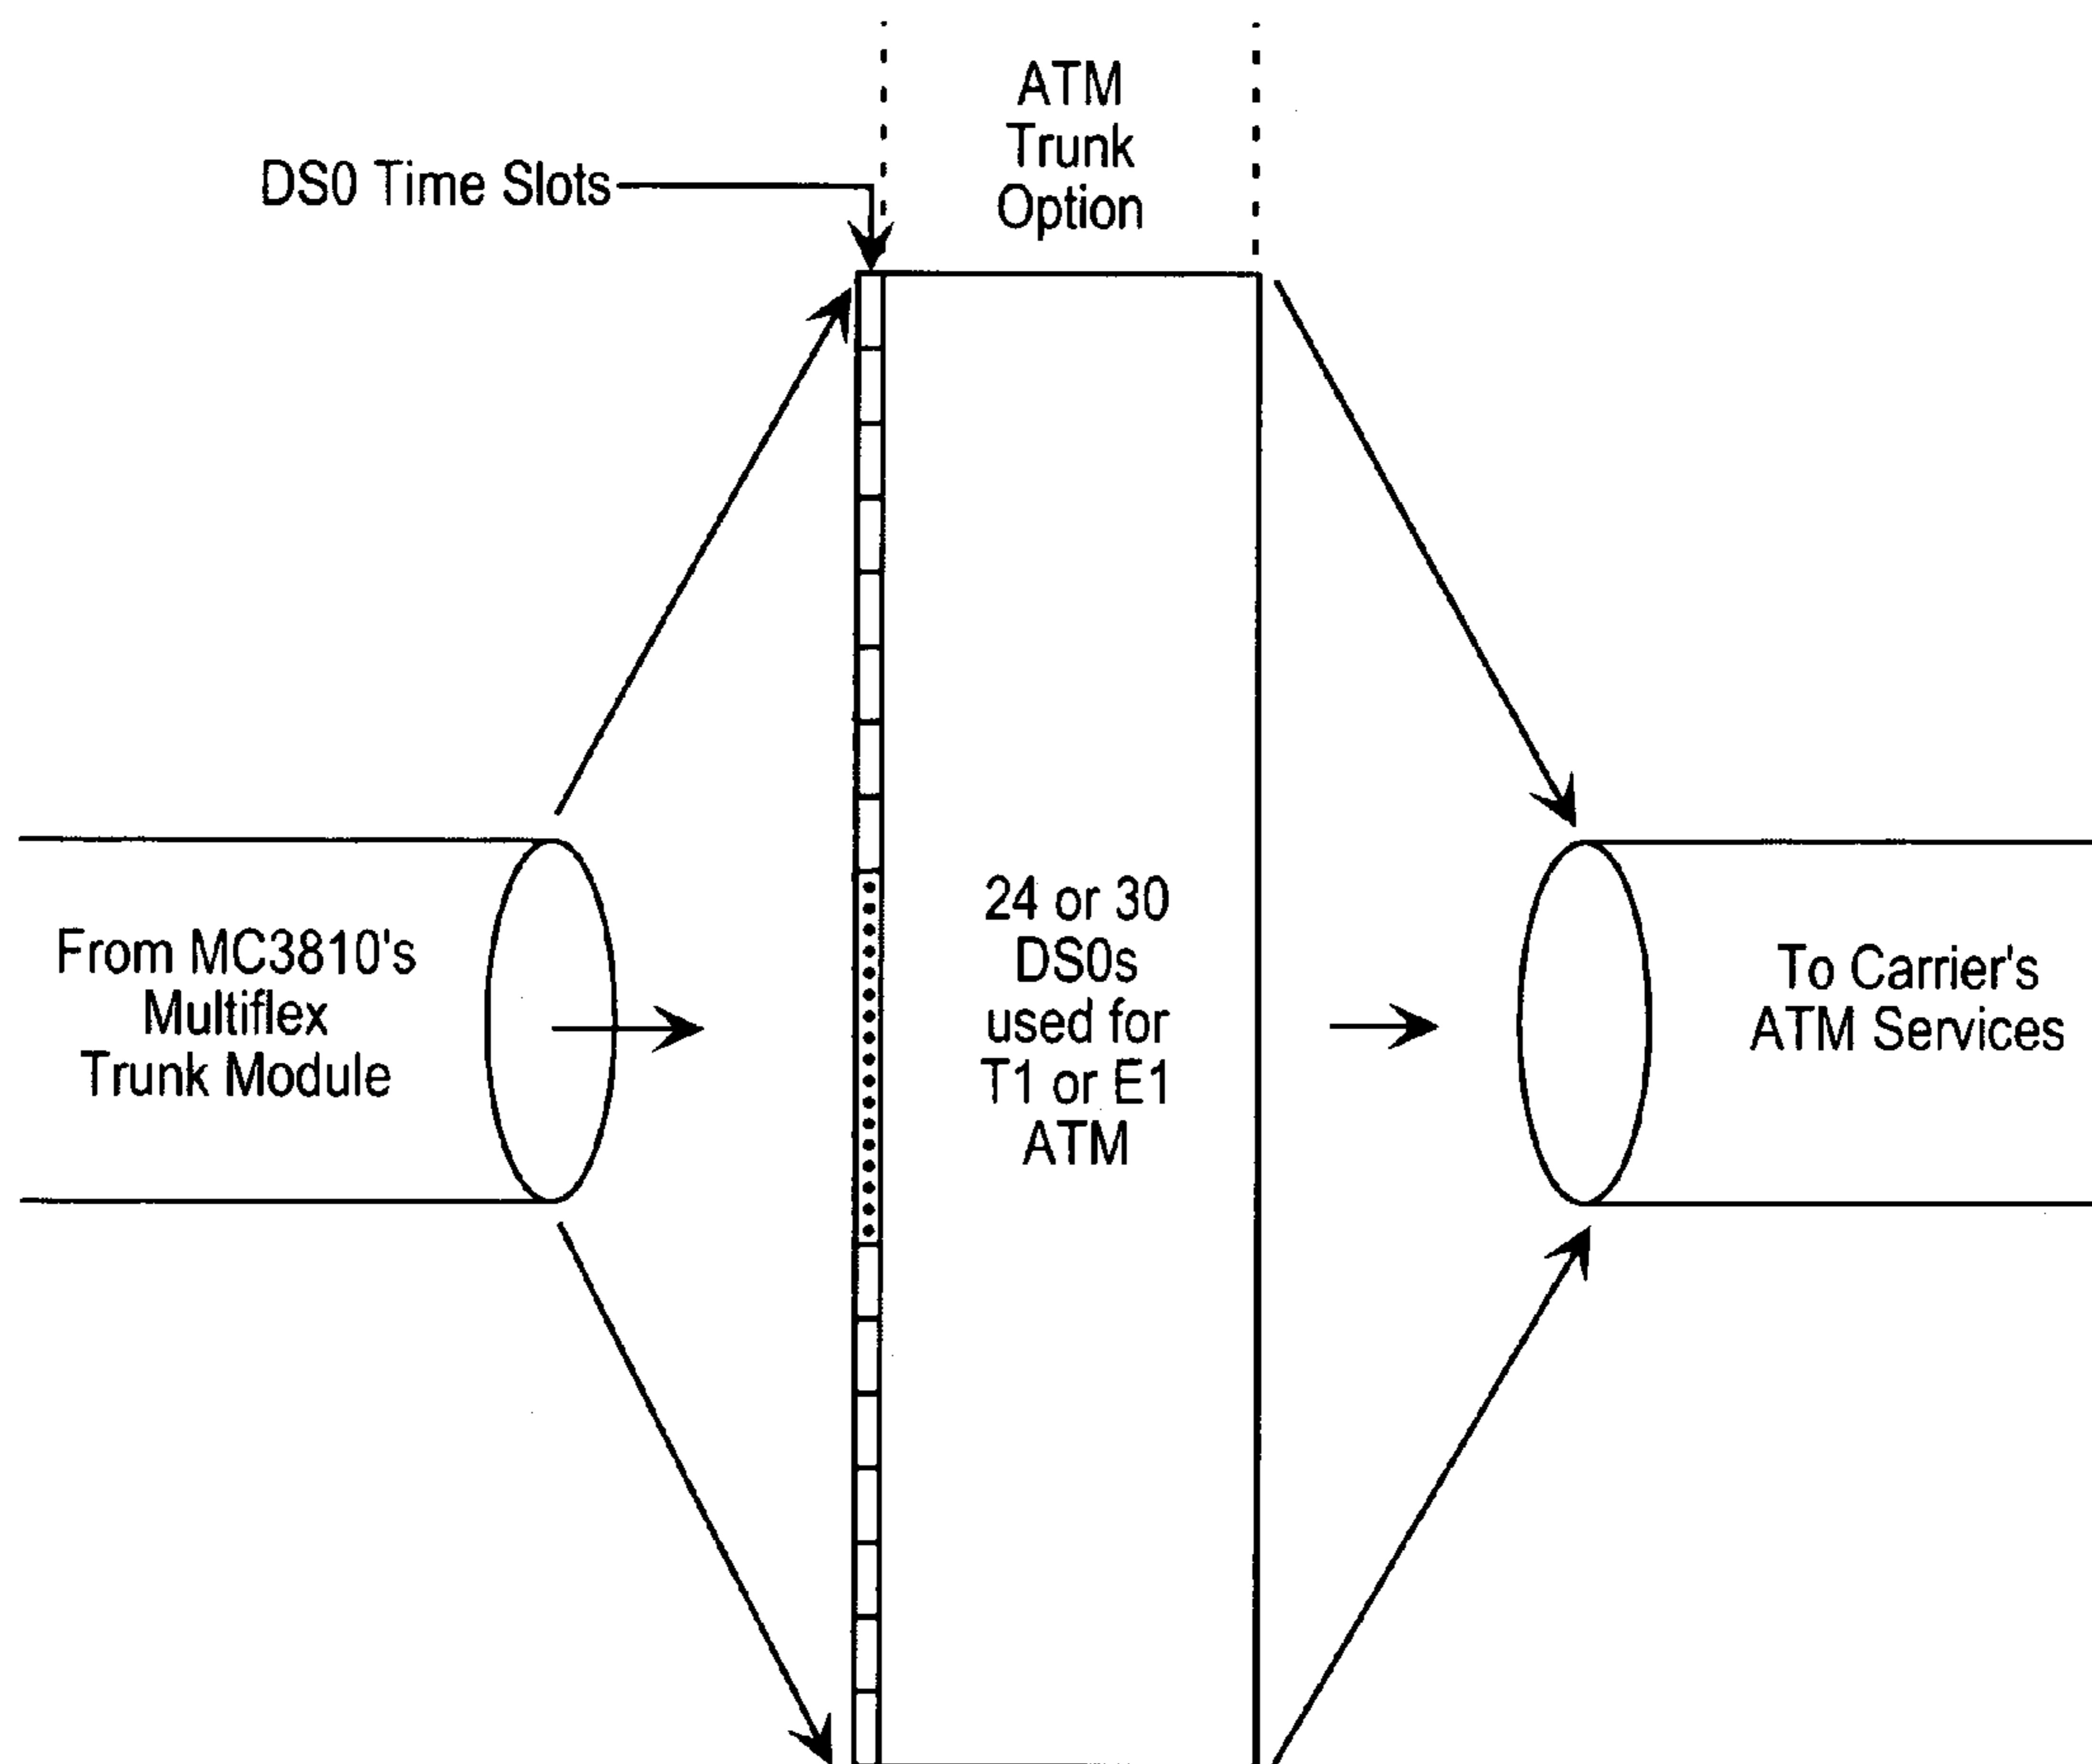 ATM
Trunk
Option
DS0 Time Slots
From MC3810's
Multiflex
Trunk Module
24 or 30
DS0s
used for
T1 or E1
ATM
To Carrier's
ATM Services